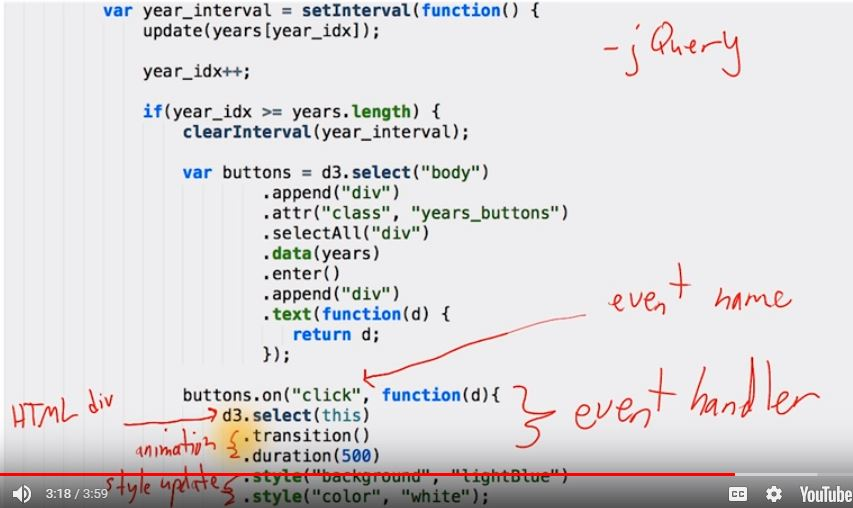 var year_interval = setInterval(function() {
update(years[year_idx]);
- jQuery
year_idx++;
if(year_idx >= years.length) {
clearInterval(year_interval);
var buttons = d3.select("body")
.append("div")
.attr("class", "years_buttons")
.selectAll("div")
.data(years)
.enter()
.append("div")
event name
.text(function(d) {
return d;
});
buttons.on("click", function(d){
event handler
HTML div
d3.select(this)
animation
.transition()
.duration(500)
style update
.style("background", "lightBlue")
.style("color", "white");
3:18 / 3:59
CC
YouTube